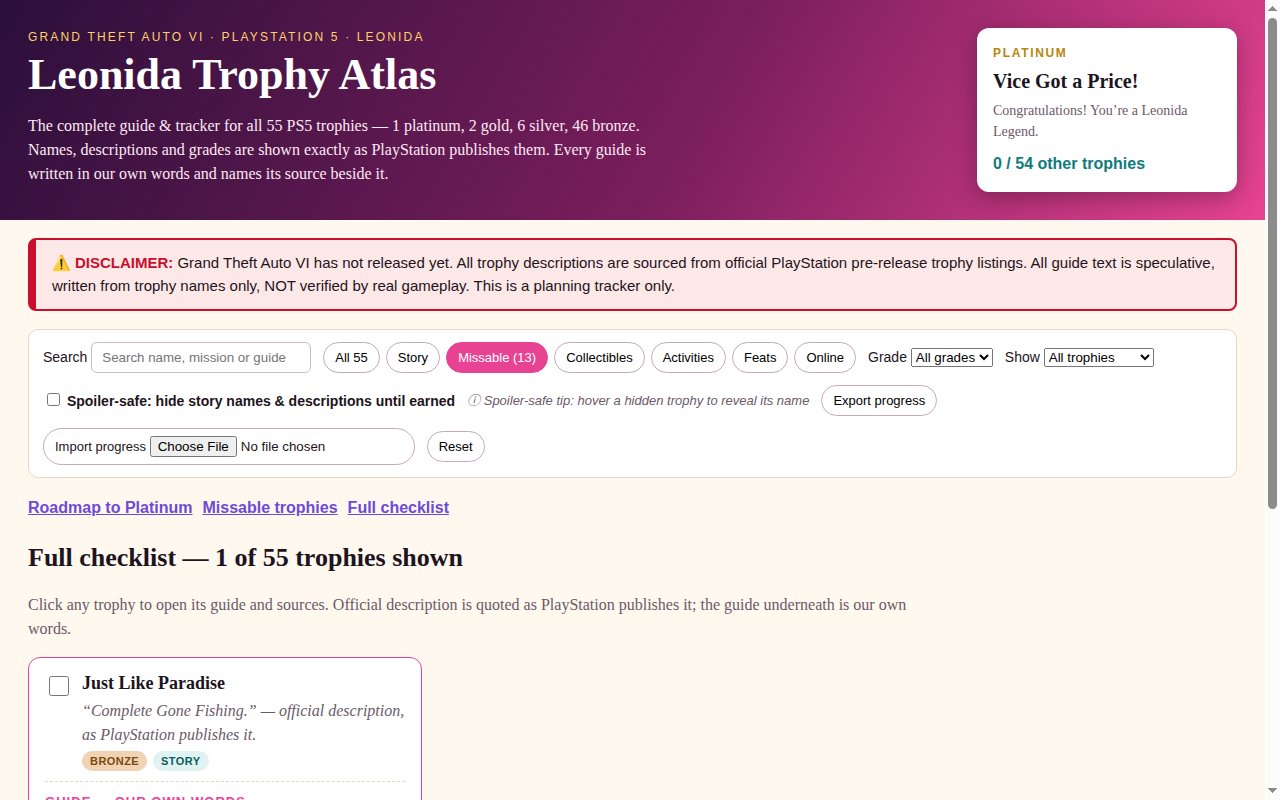 GRAND THEFT AUTO VI · PLAYSTATION 5 · LEONIDA
Leonida Trophy Atlas
The complete guide & tracker for all 55 PS5 trophies — 1 platinum, 2 gold, 6 silver, 46 bronze.
Names, descriptions and grades are shown exactly as PlayStation publishes them. Every guide is
written in our own words and names its source beside it.
PLATINUM
Vice Got a Price!
Congratulations! You’re a Leonida
Legend.
0 / 54 other trophies
⚠️ DISCLAIMER: Grand Theft Auto VI has not released yet. All trophy descriptions are sourced from official PlayStation pre-release trophy listings. All guide text is speculative,
written from trophy names only, NOT verified by real gameplay. This is a planning tracker only.
Search Search name, mission or guide All 55 Story Missable (13) Collectibles Activities Feats Online Grade All grades Show All trophies
Spoiler-safe: hide story names & descriptions until earned ⓘ Spoiler-safe tip: hover a hidden trophy to reveal its name Export progress
Import progress Choose File No file chosen Reset
Roadmap to Platinum Missable trophies Full checklist
Full checklist — 1 of 55 trophies shown
Click any trophy to open its guide and sources. Official description is quoted as PlayStation publishes it; the guide underneath is our own
words.
Just Like Paradise
“Complete Gone Fishing.” — official description,
as PlayStation publishes it.
BRONZE STORY
GUIDE — OUR OWN WORDS